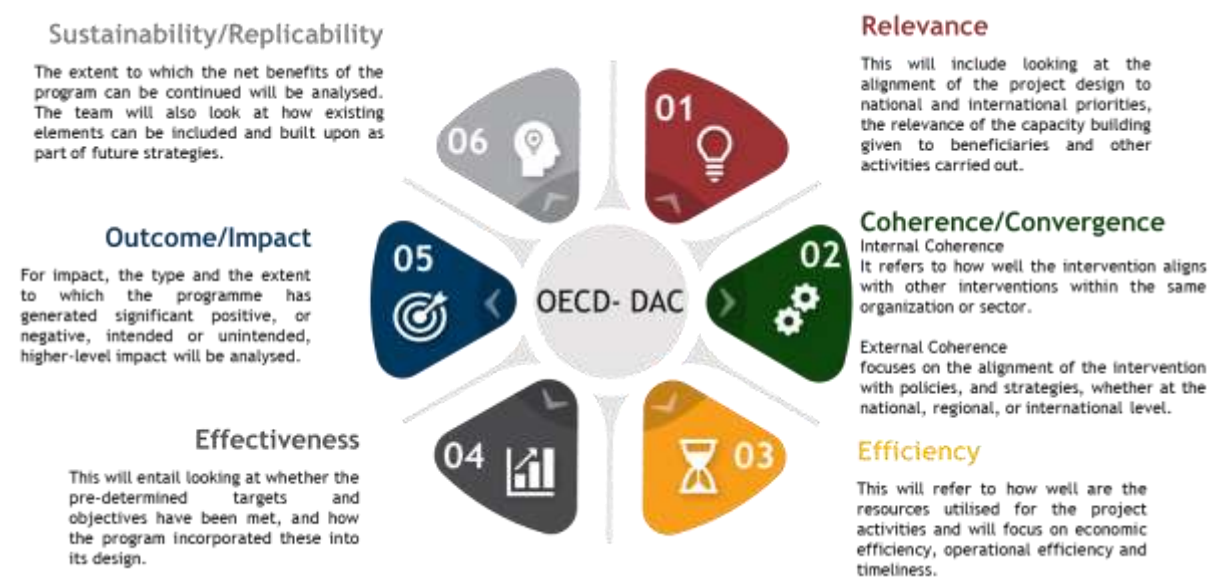 Relevance
This will include looking at the
alignment of the project design to
national and international priorities,
the relevance of the capacity building
given to beneficiaries and other
activities carried out.
01
Coherence/Convergence
Internal Coherence
It refers to how well the intervention aligns
with other interventions within the same
organization or sector.
External Coherence
focuses on the alignment of the intervention
with policies, and strategies, whether at the
national, regional, or international level.
02
Efficiency
This will refer to how well are the
resources utilised for the project
activities and will focus on economic
efficiency, operational efficiency and
timeliness.
03
Effectiveness
This will entail looking at whether the
pre-determined targets and
objectives have been met, and how
the program incorporated these into
its design.
04
Outcome/Impact
For impact, the type and the extent
to which the programme has
generated significant positive, or
negative, intended or unintended,
higher-level impact will be analysed.
05
Sustainability/Replicability
The extent to which the net benefits of the
program can be continued will be analysed.
The team will also look at how existing
elements can be included and built upon as
part of future strategies.
06
OECD- DAC